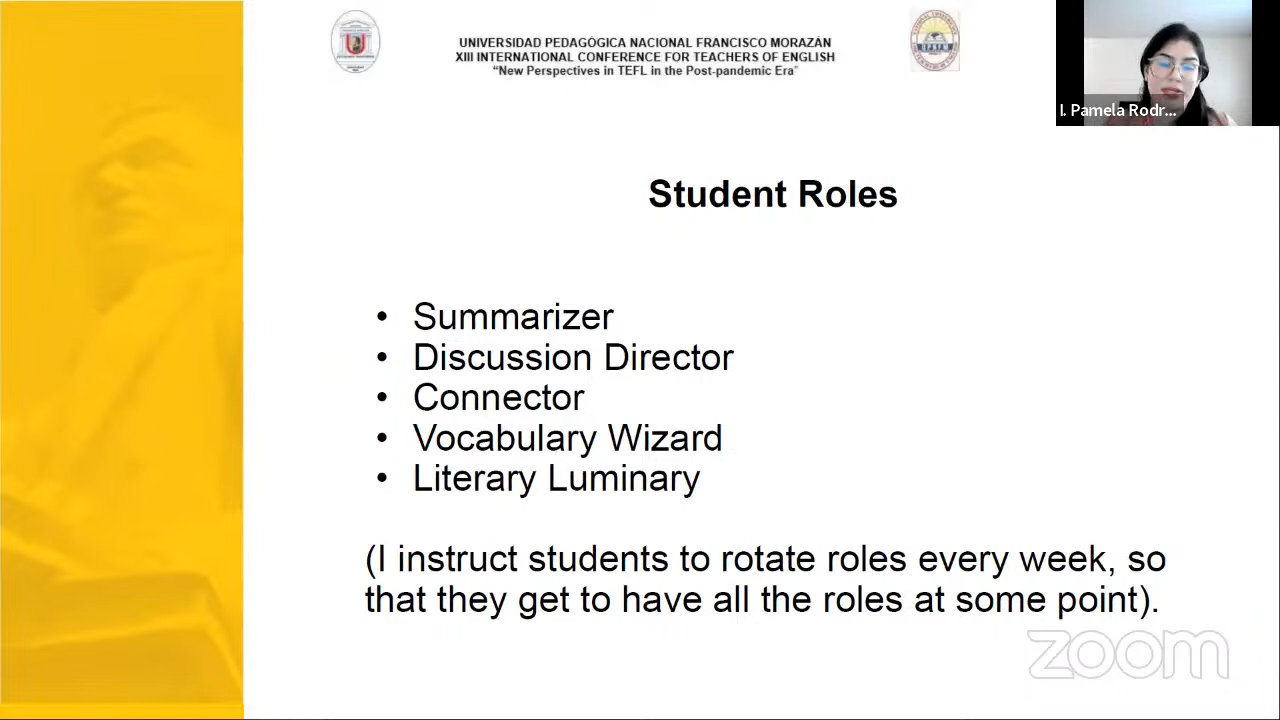 UNIVERSIDAD PEDAGÓGICA NACIONAL FRANCISCO MORAZÁN
XIII INTERNATIONAL CONFERENCE FOR TEACHERS OF ENGLISH
“New Perspectives in TEFL in the Post-pandemic Era”
I. Pamela Rodr...
Student Roles
• Summarizer
• Discussion Director
• Connector
• Vocabulary Wizard
• Literary Luminary
(I instruct students to rotate roles every week, so
that they get to have all the roles at some point).
zoom